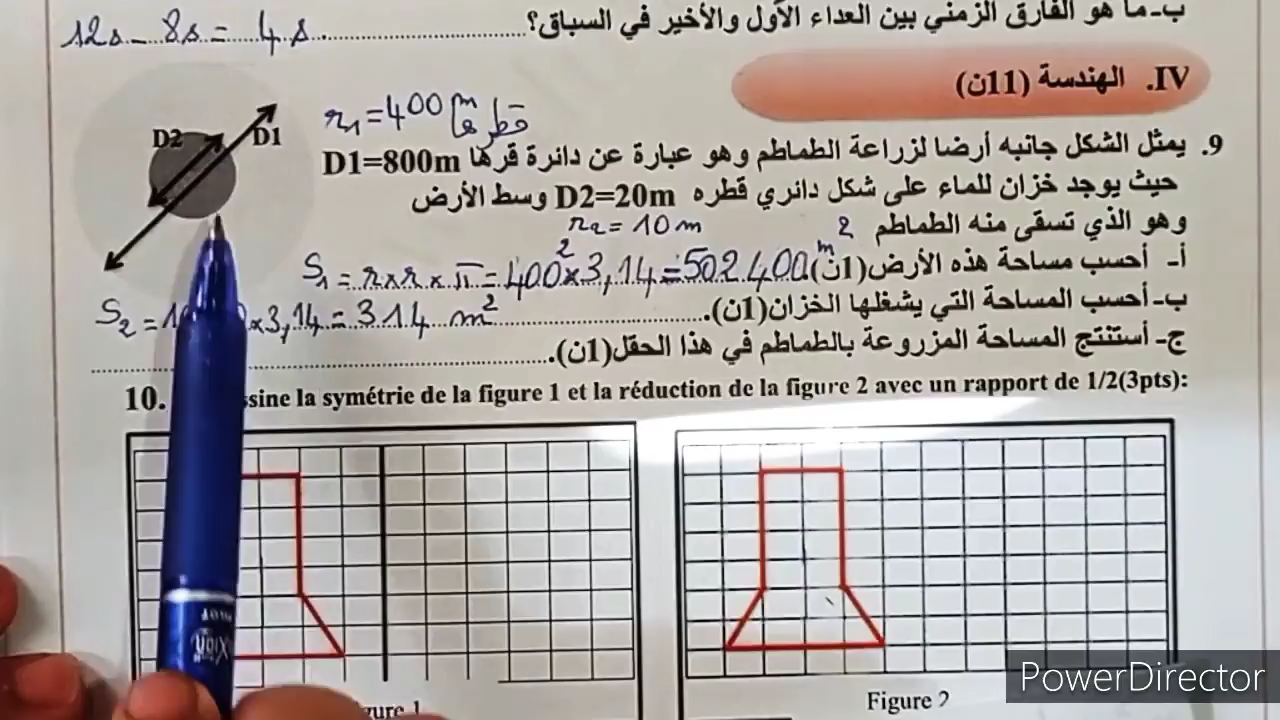 ب- ما هو الفارق الزمني بين العداء الأول والأخير في السباق؟ 12s - 8s = 4s
IV. الهندسة (11ن)
D2
D1
r1 = 400 m قطرها
9. يمثل الشكل جانبه أرضا لزراعة الطماطم وهو عبارة عن دائرة قرها D1=800m
حيث يوجد خزان للماء على شكل دائري قطره D2=20m وسط الأرض
وهو الذي تسقى منه الطماطم r2 = 10 m
أ- أحسب مساحة هذه الأرض(1ن) S1 = r×r×π = 400²×3,14 = 502400 m²
ب- أحسب المساحة التي يشغلها الخزان(1ن). S2 = ×3,14 = 314 m²
ج- أستنتج المساحة المزروعة بالطماطم في هذا الحقل(1ن).
10. la symétrie de la figure 1 et la réduction de la figure 2 avec un rapport de 1/2(3pts):
1
Figure 2
PowerDirector